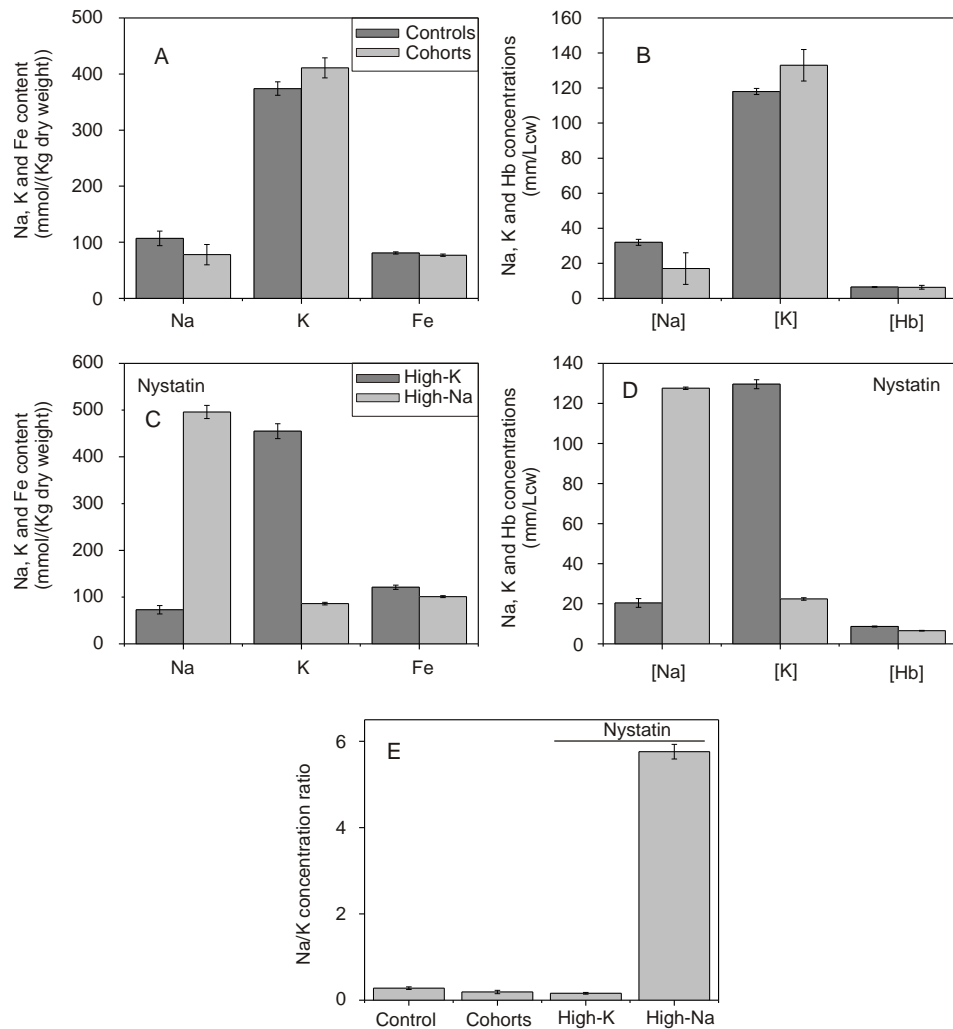 Na, K and Fe content
(mmol/(Kg dry weight))
500
400
300
200
100
0
A
Controls
Cohorts
Na
K
Fe
Na, K and Hb concentrations
(mm/Lcw)
160
140
120
100
80
60
40
20
0
B
[Na]
[K]
[Hb]
Na, K and Fe content
(mmol/(Kg dry weight))
600
500
400
300
200
100
0
Nystatin
C
High-K
High-Na
Na
K
Fe
Na, K and Hb concentrations
(mm/Lcw)
140
120
100
80
60
40
20
0
D
Nystatin
[Na]
[K]
[Hb]
Na/K concentration ratio
6
4
2
0
E
Nystatin
Control
Cohorts
High-K
High-Na